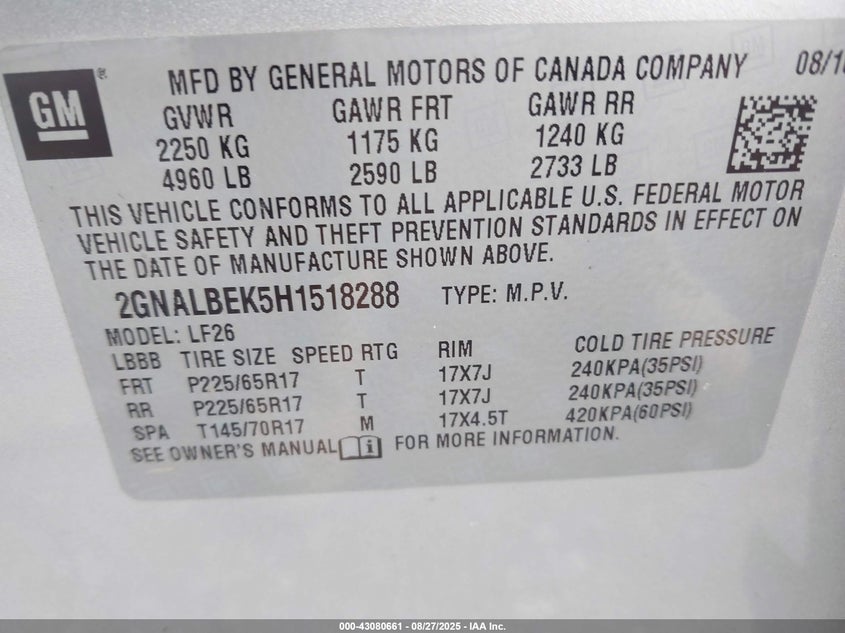 GM
MFD BY GENERAL MOTORS OF CANADA COMPANY
GVWR GAWR FRT GAWR RR
2250 KG 1175 KG 1240 KG
4960 LB 2590 LB 2733 LB
THIS VEHICLE CONFORMS TO ALL APPLICABLE U.S. FEDERAL MOTOR
VEHICLE SAFETY AND THEFT PREVENTION STANDARDS IN EFFECT ON
THE DATE OF MANUFACTURE SHOWN ABOVE.
2GNALBEK5H1518288 TYPE: M.P.V.
MODEL: LF26
LBBB TIRE SIZE SPEED RTG RIM COLD TIRE PRESSURE
FRT P225/65R17 T 17X7J 240KPA(35PSI)
RR P225/65R17 T 17X7J 240KPA(35PSI)
SPA T145/70R17 M 17X4.5T 420KPA(60PSI)
SEE OWNER'S MANUAL FOR MORE INFORMATION.
000-43080661 - 08/27/2025 - IAA Inc.